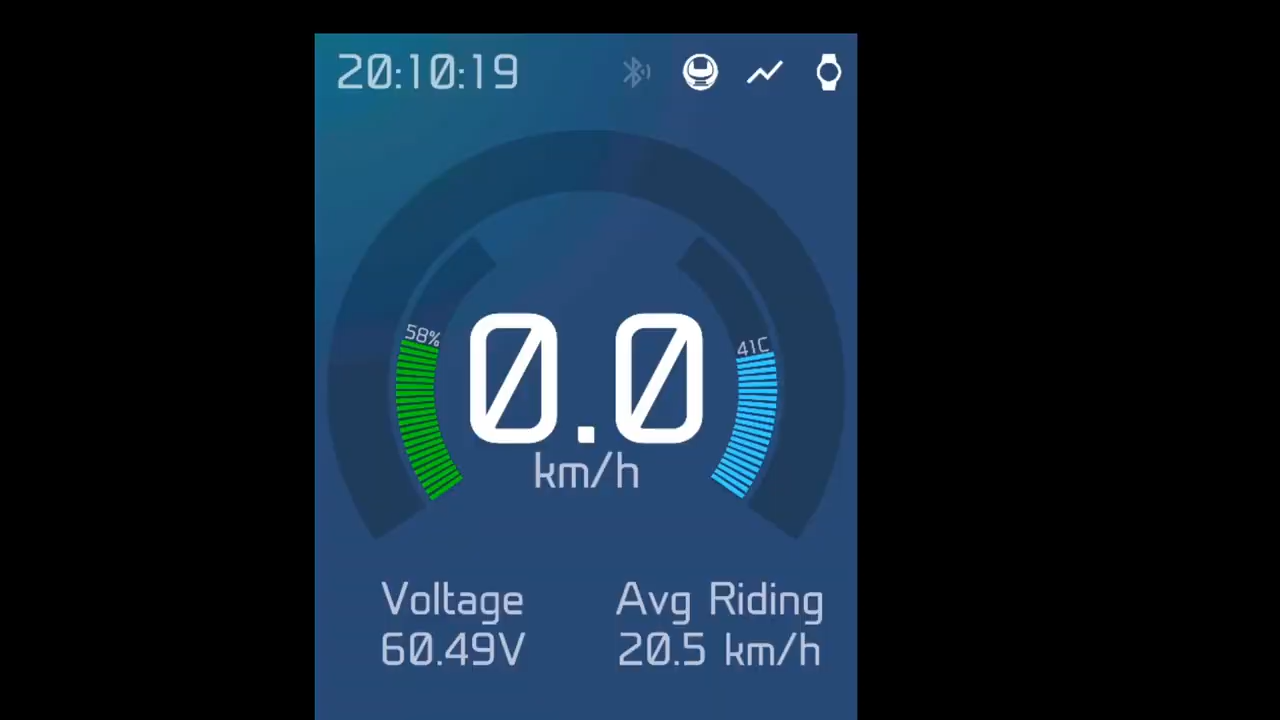 20:10:19
58%
41C
0.0
km/h
Voltage
60.49V
Avg Riding
20.5 km/h